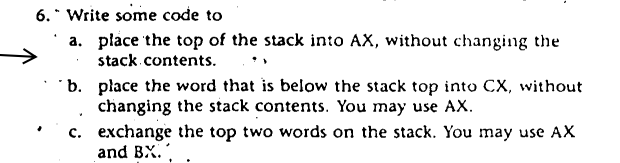 6. Write some code to
a. place the top of the stack into AX, without changing the
stack contents.
b. place the word that is below the stack top into CX, without
changing the stack contents. You may use AX.
c. exchange the top two words on the stack. You may use AX
and BX.